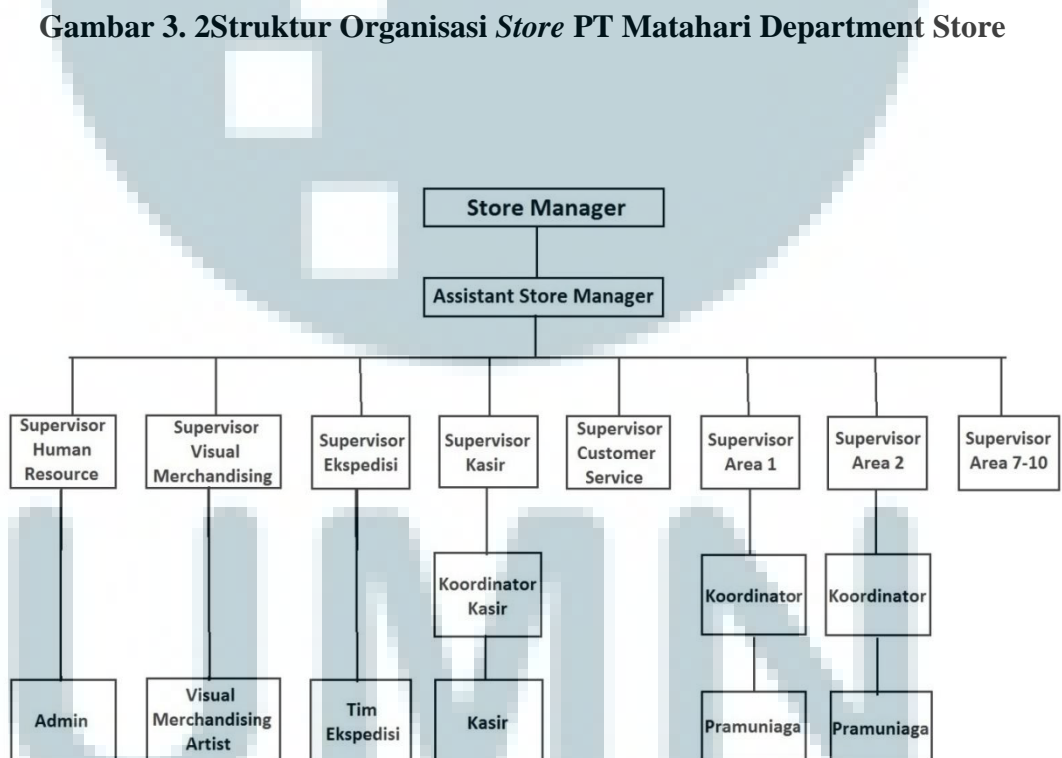 Gambar 3. 2Struktur Organisasi Store PT Matahari Department Store
Store Manager
Assistant Store Manager
Supervisor
Human
Resource
Supervisor
Visual
Merchandising
Supervisor
Ekspedisi
Supervisor
Kasir
Supervisor
Customer
Service
Supervisor
Area 1
Supervisor
Area 2
Supervisor
Area 7-10
Koordinator
Kasir
Koordinator
Koordinator
Admin
Visual
Merchandising
Artist
Tim
Ekspedisi
Kasir
Pramuniaga
Pramuniaga
UMN